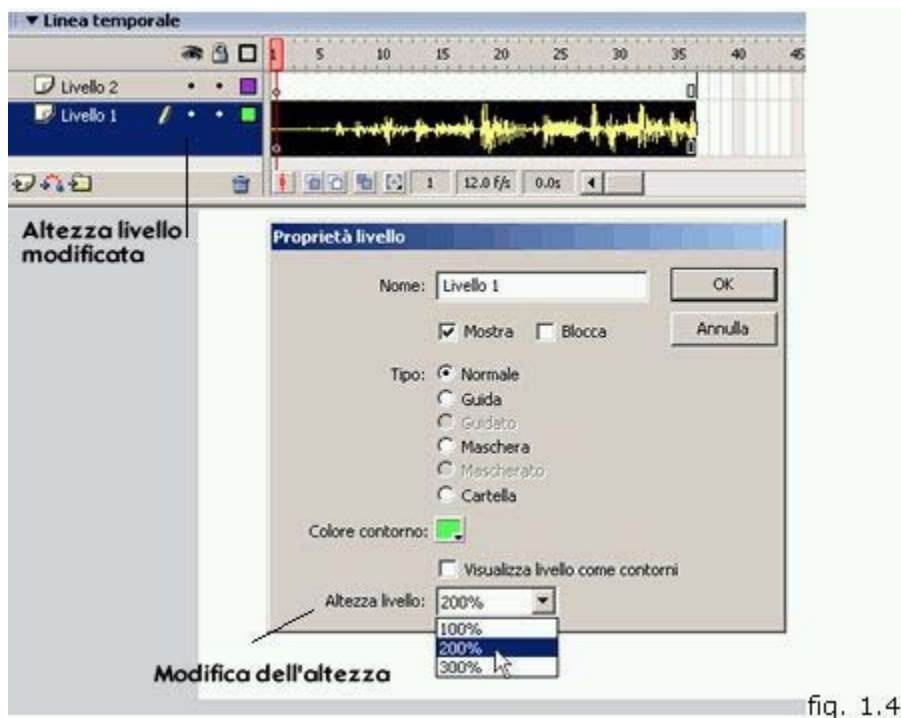 Linea temporale
1 5 10 15 20 25 30 35 40 45
Livello 2
Livello 1
1 12.0 f/s 0.0s
Altezza livello
modificata
Proprietà livello
Nome: Livello 1 OK
Mostra Blocca Annulla
Tipo: Normale
Guida
Guidato
Maschera
Mascherato
Cartella
Colore contorno:
Visualizza livello come contorni
Altezza livello: 200%
100%
200%
300%
Modifica dell'altezza
fig. 1.4